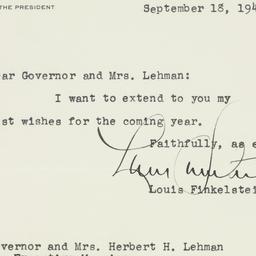 THE PRESIDENT
September 18, 194
ar Governor and Mrs. Lehman:
I want to extend to you my
st wishes for the coming year.
Faithfully, as e
Louis Finkelstei
vernor and Mrs. Herbert H. Lehman